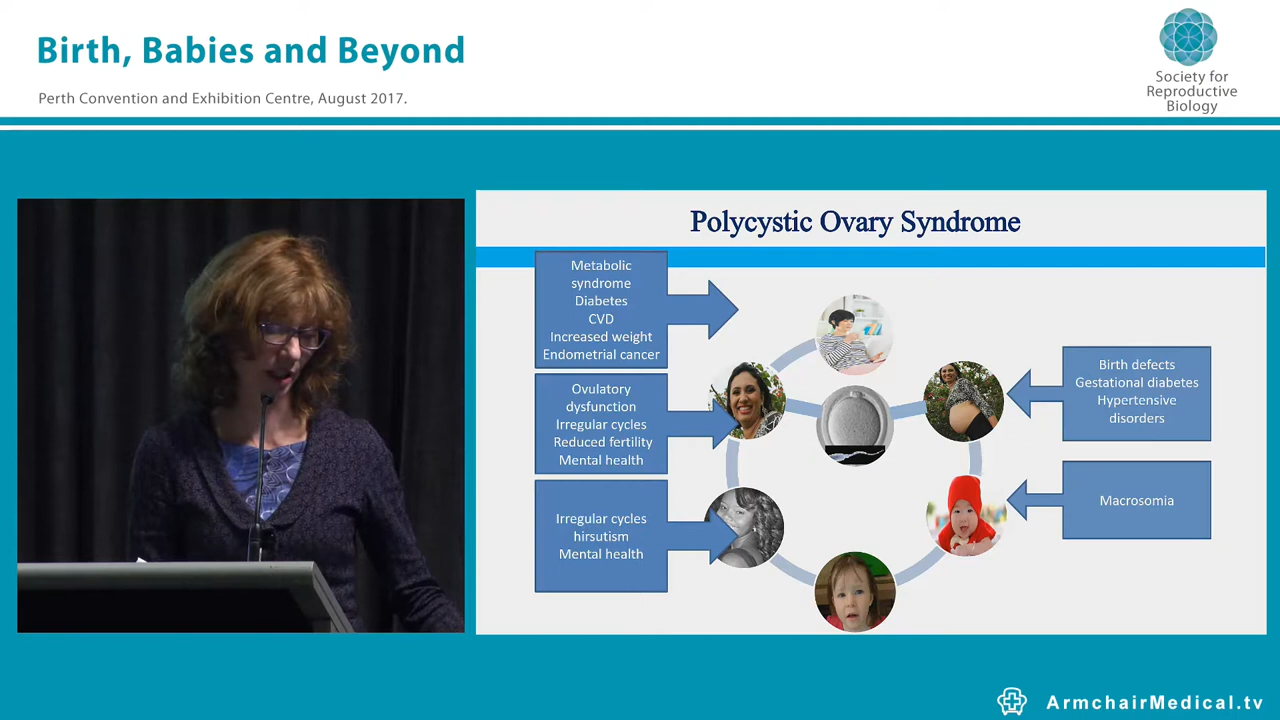 Birth, Babies and Beyond
Perth Convention and Exhibition Centre, August 2017.
Society for
Reproductive
Biology
Polycystic Ovary Syndrome
Metabolic
syndrome
Diabetes
CVD
Increased weight
Endometrial cancer
Ovulatory
dysfunction
Irregular cycles
Reduced fertility
Mental health
Irregular cycles
hirsutism
Mental health
Birth defects
Gestational diabetes
Hypertensive
disorders
Macrosomia
ArmchairMedical.tv